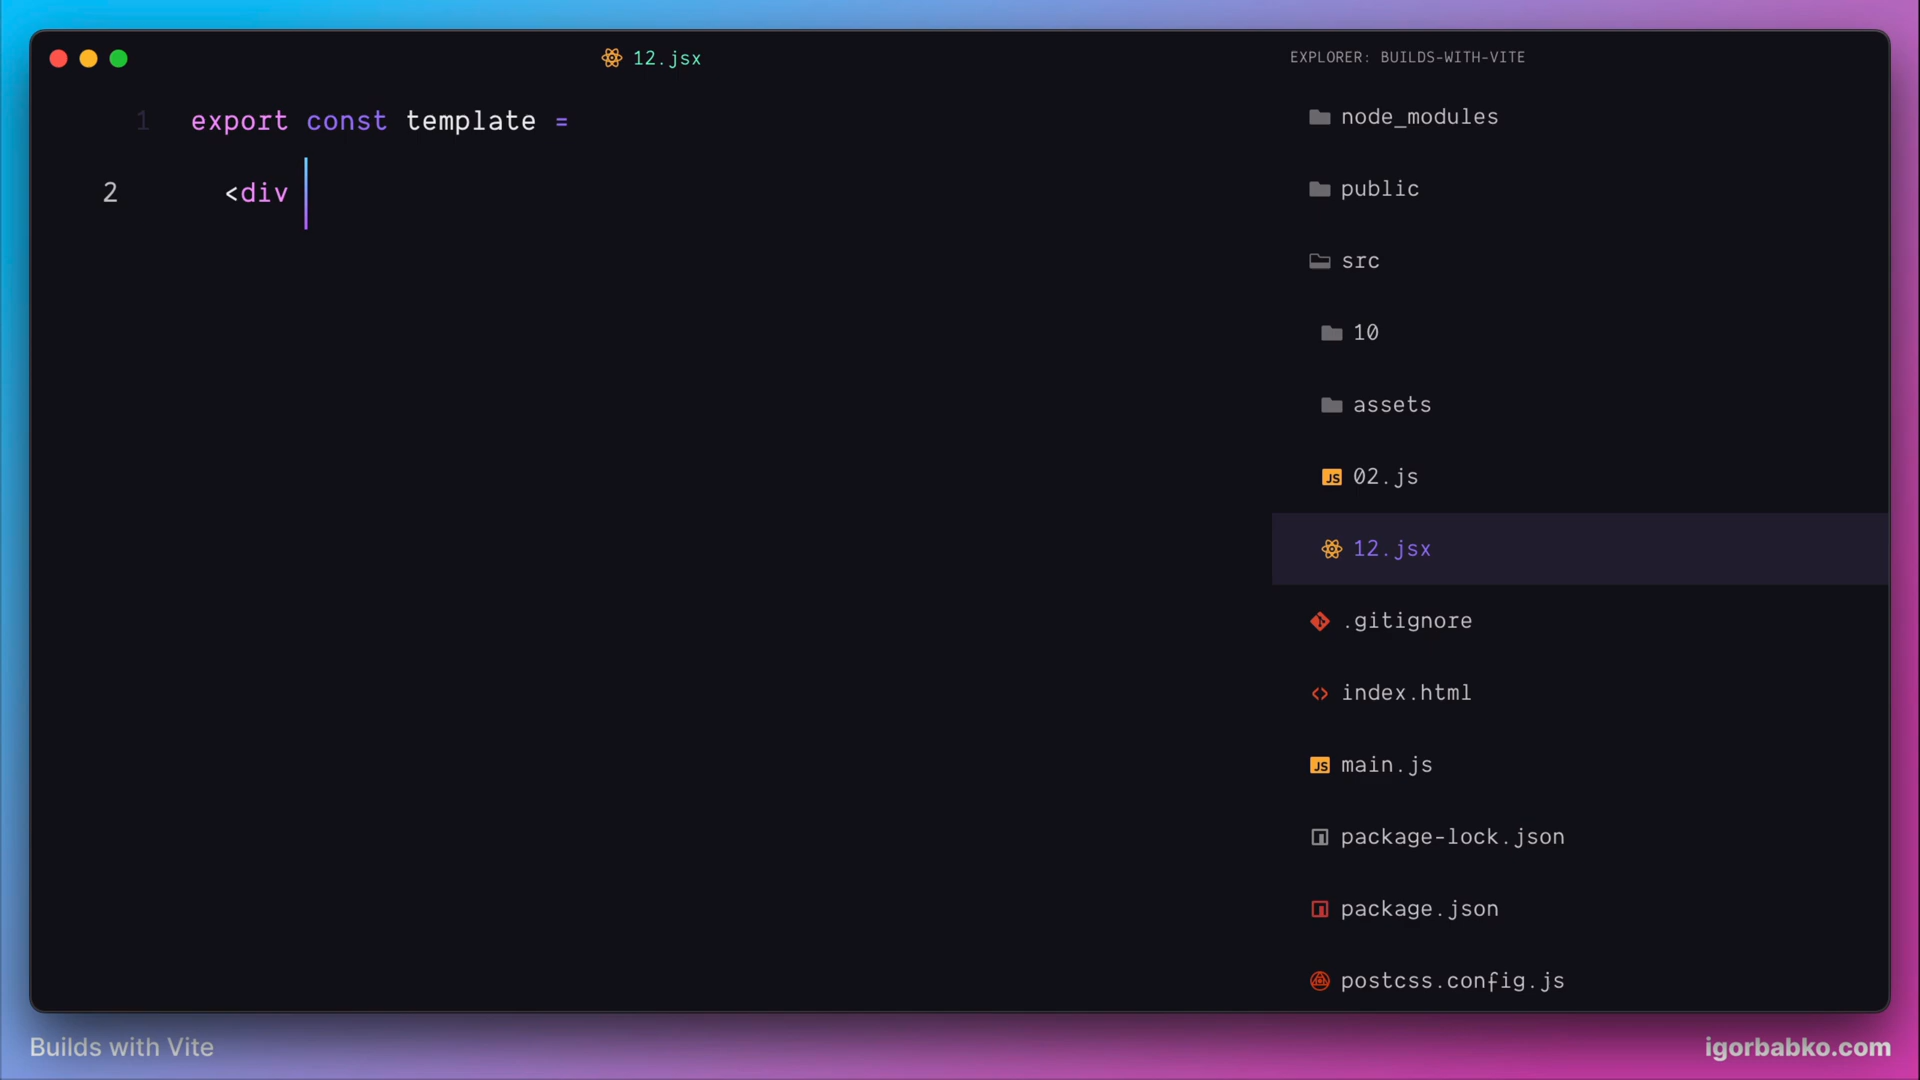 12.jsx
1 export const template =
2 <div
EXPLORER: BUILDS-WITH-VITE
node_modules
public
src
10
assets
JS 02.js
12.jsx
.gitignore
<> index.html
JS main.js
package-lock.json
package.json
postcss.config.js
Builds with Vite
igorbabko.com